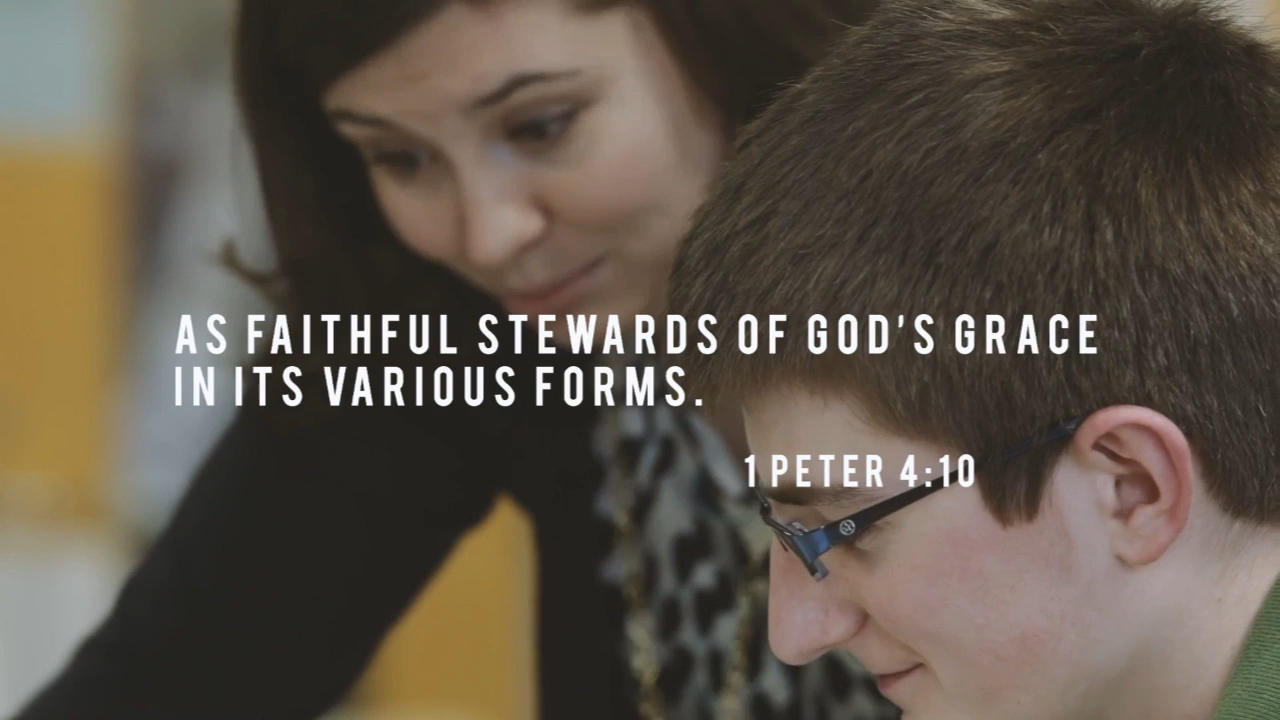 AS FAITHFUL STEWARDS OF GOD'S GRACE
IN ITS VARIOUS FORMS.
1 PETER 4:10